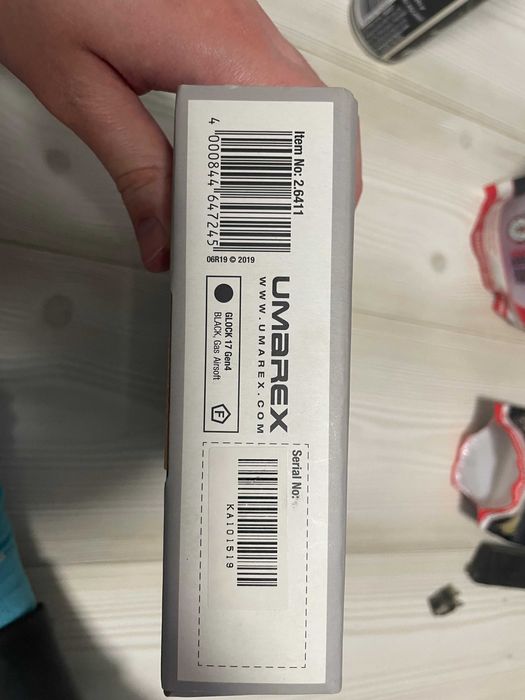 Item No: 2.6411
4 000844 647245
06R19 © 2019
UMAREX
WWW.UMAREX.COM
GLOCK 17 Gen4
BLACK, Gas Airsoft
F
Serial No:
KA101519